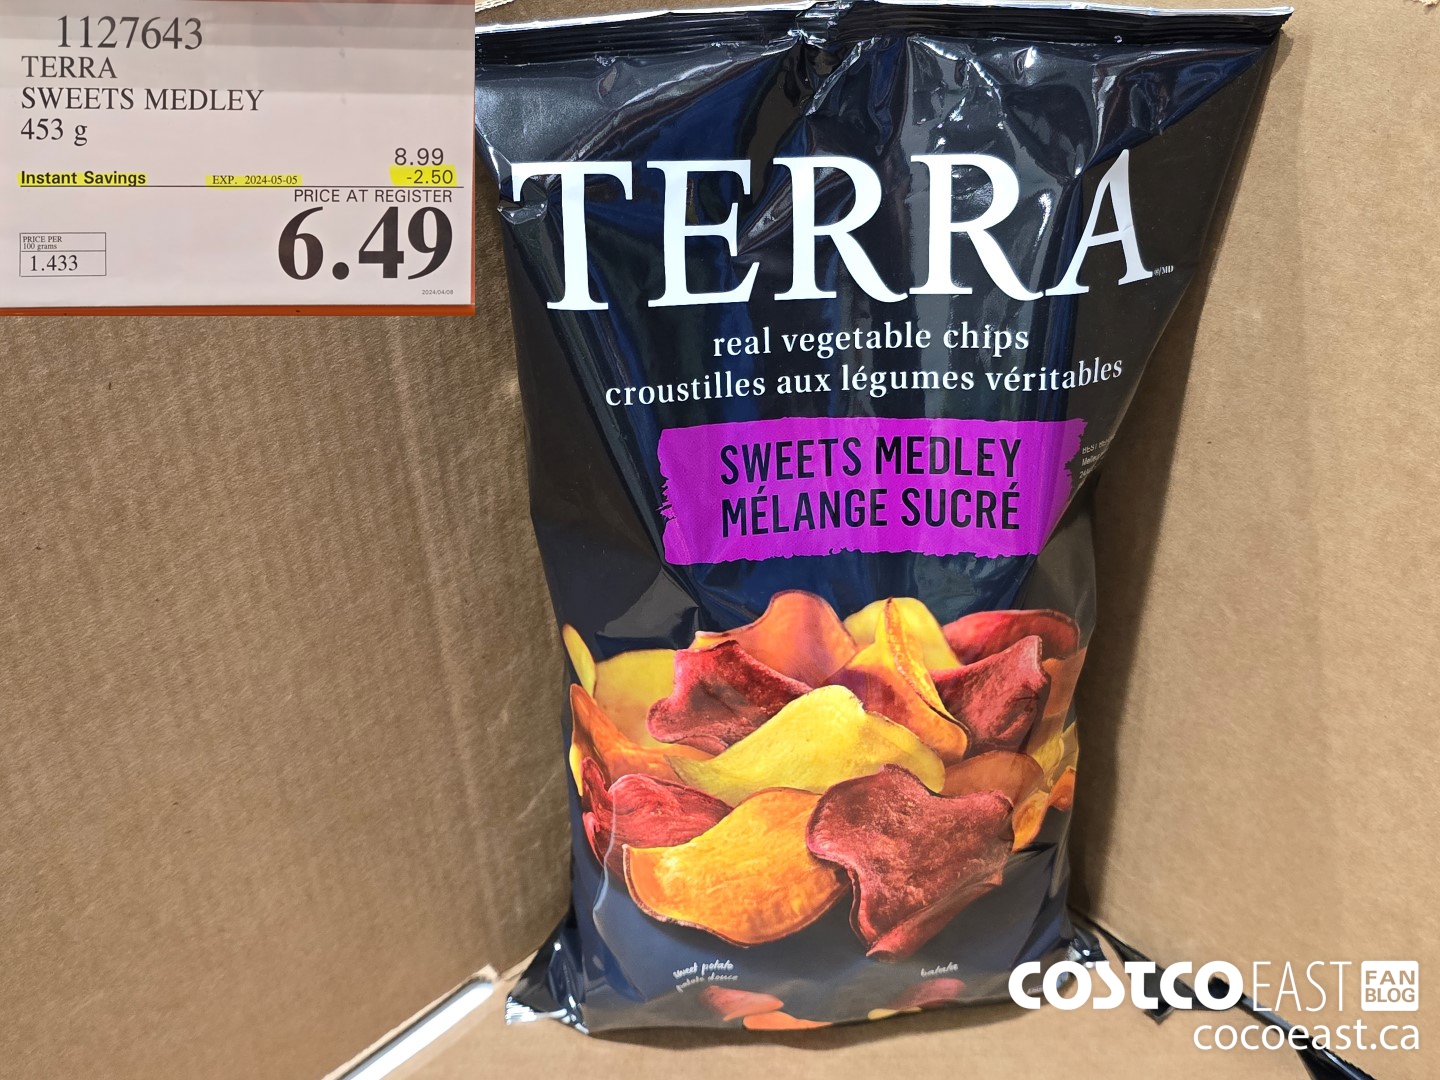 1127643
TERRA
SWEETS MEDLEY
453 g
8.99
Instant Savings EXP. 2024-05-05 -2.50
PRICE AT REGISTER
6.49
PRICE PER
100 grams
1.433
2024/04/08
TERRA
®/MD
real vegetable chips
croustilles aux légumes véritables
SWEETS MEDLEY
MÉLANGE SUCRÉ
sweet potato
patate douce
batata
COSTCO EAST FAN
BLOG
cocoeast.ca